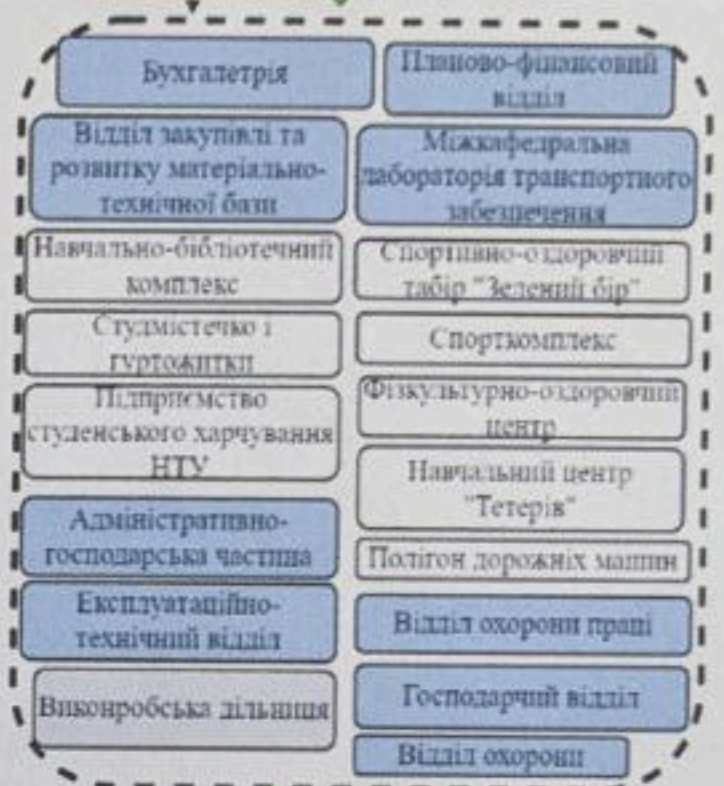 Бухгалетрія
Планово-фінансовий
відділ
Відділ закупівлі та
розвитку матеріально-
технічної бази
Міжкафедральна
лабораторія транспортного
забезпечення
Навчально-бібліотечний
комплекс
Спортивно-оздоровчий
табір "Зелений бір"
Студмістечко і
гуртожитки
Спорткомплекс
Підприємство
студенського харчування
НТУ
Фізкультурно-оздоровчий
центр
Навчальний центр
"Тетерів"
Адміністративно-
господарська частина
Полігон дорожніх машин
Експлуатаційно-
технічний відділ
Відділ охорони праці
Виконробська дільниця
Господарчий відділ
Відділ охорони